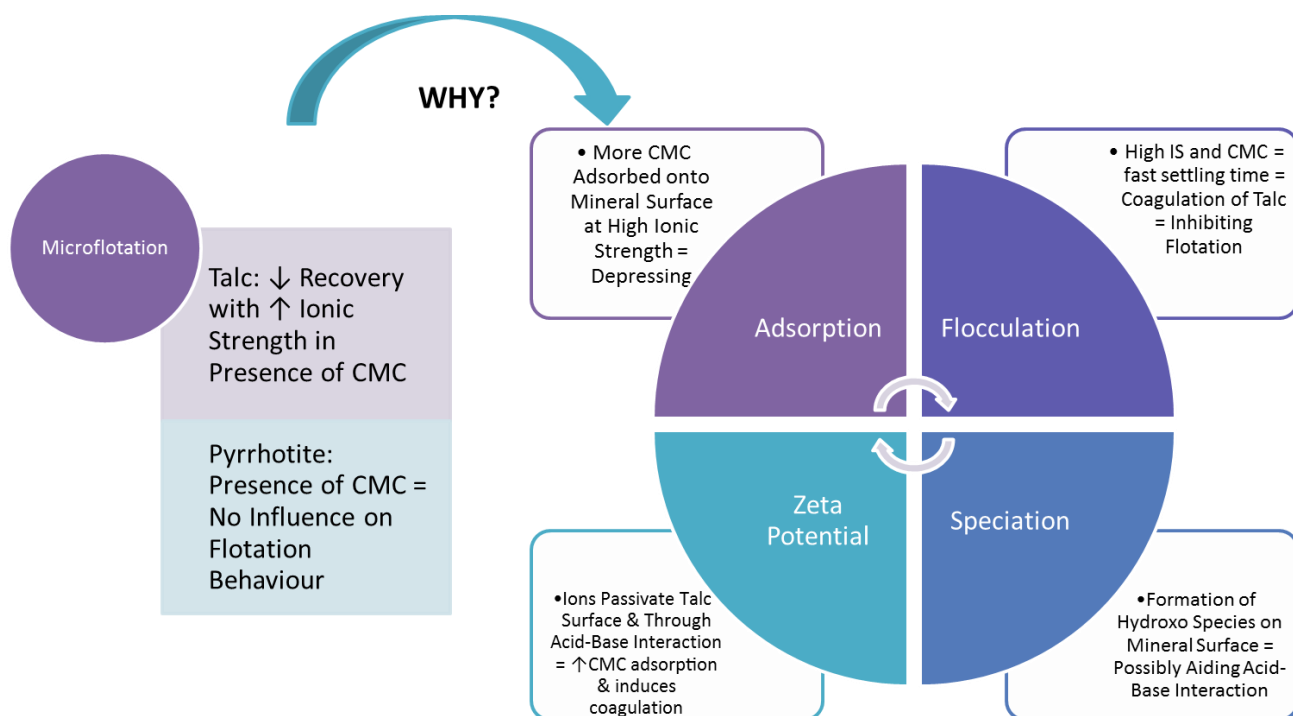 WHY?
Microflotation
Talc: ↓ Recovery
with ↑ Ionic
Strength in
Presence of CMC
Pyrrhotite:
Presence of CMC =
No Influence on
Flotation
Behaviour
• More CMC
Adsorbed onto
Mineral Surface
at High Ionic
Strength =
Depressing
• High IS and CMC =
fast settling time =
Coagulation of Talc
= Inhibiting
Flotation
Adsorption
Flocculation
Zeta
Potential
Speciation
•Ions Passivate Talc
Surface & Through
Acid-Base Interaction
= ↑CMC adsorption
& induces
coagulation
•Formation of
Hydroxo Species on
Mineral Surface =
Possibly Aiding Acid-
Base Interaction